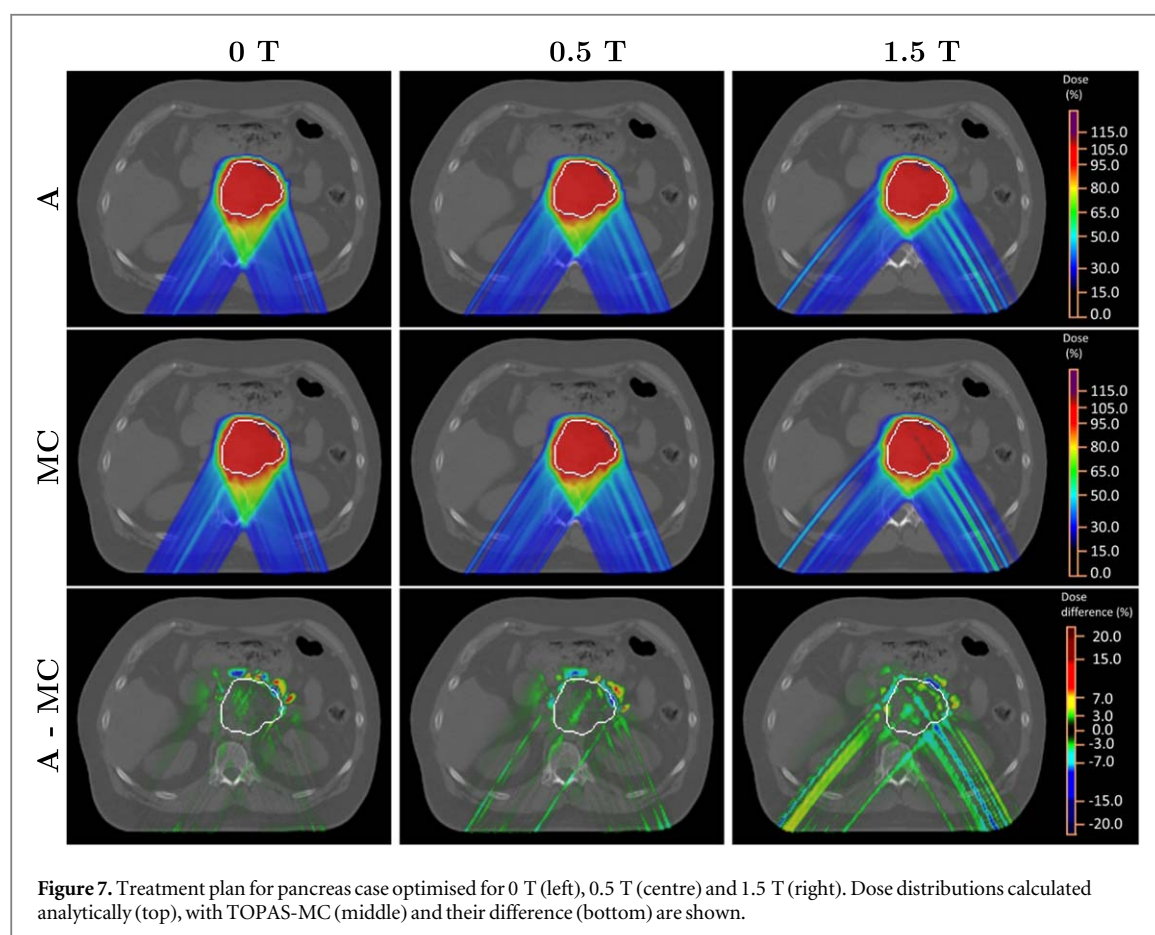 0 T
0.5 T
1.5 T
A
Dose
(%)
115.0
105.0
95.0
80.0
65.0
50.0
30.0
15.0
0.0
MC
Dose
(%)
115.0
105.0
95.0
80.0
65.0
50.0
30.0
15.0
0.0
A - MC
Dose
difference (%)
20.0
15.0
7.0
3.0
0.0
-3.0
-7.0
-15.0
-20.0
Figure 7. Treatment plan for pancreas case optimised for 0 T (left), 0.5 T (centre) and 1.5 T (right). Dose distributions calculated
analytically (top), with TOPAS-MC (middle) and their difference (bottom) are shown.